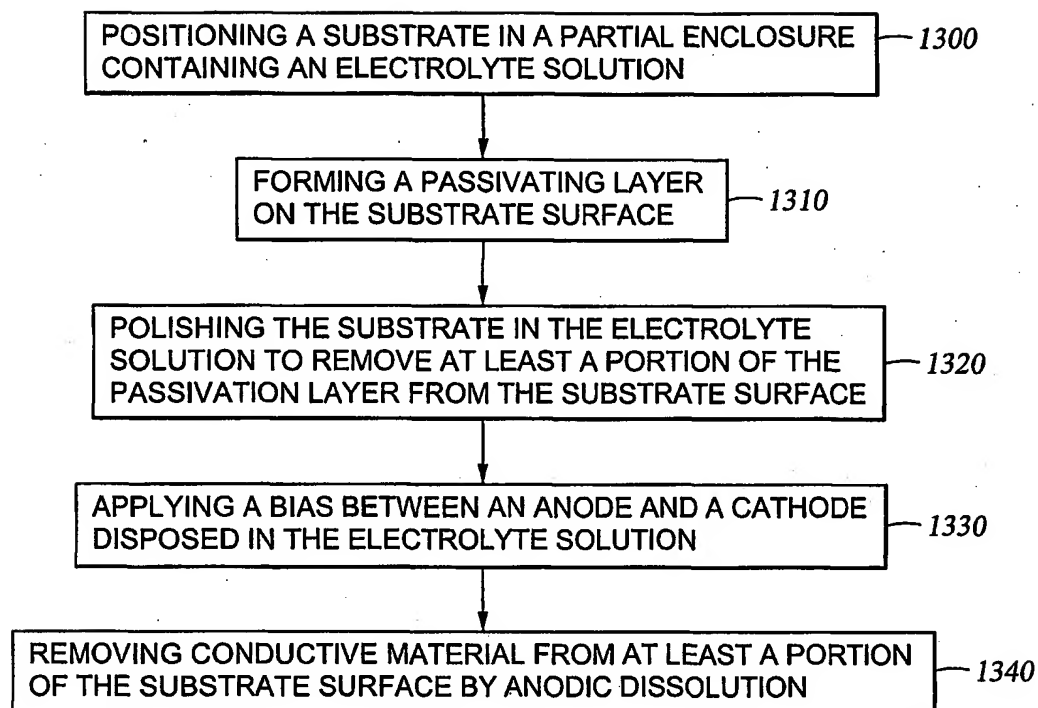 POSITIONING A SUBSTRATE IN A PARTIAL ENCLOSURE
CONTAINING AN ELECTROLYTE SOLUTION
1300
FORMING A PASSIVATING LAYER
ON THE SUBSTRATE SURFACE
1310
POLISHING THE SUBSTRATE IN THE ELECTROLYTE
SOLUTION TO REMOVE AT LEAST A PORTION OF THE
PASSIVATION LAYER FROM THE SUBSTRATE SURFACE
1320
APPLYING A BIAS BETWEEN AN ANODE AND A CATHODE
DISPOSED IN THE ELECTROLYTE SOLUTION
1330
REMOVING CONDUCTIVE MATERIAL FROM AT LEAST A PORTION
OF THE SUBSTRATE SURFACE BY ANODIC DISSOLUTION
1340